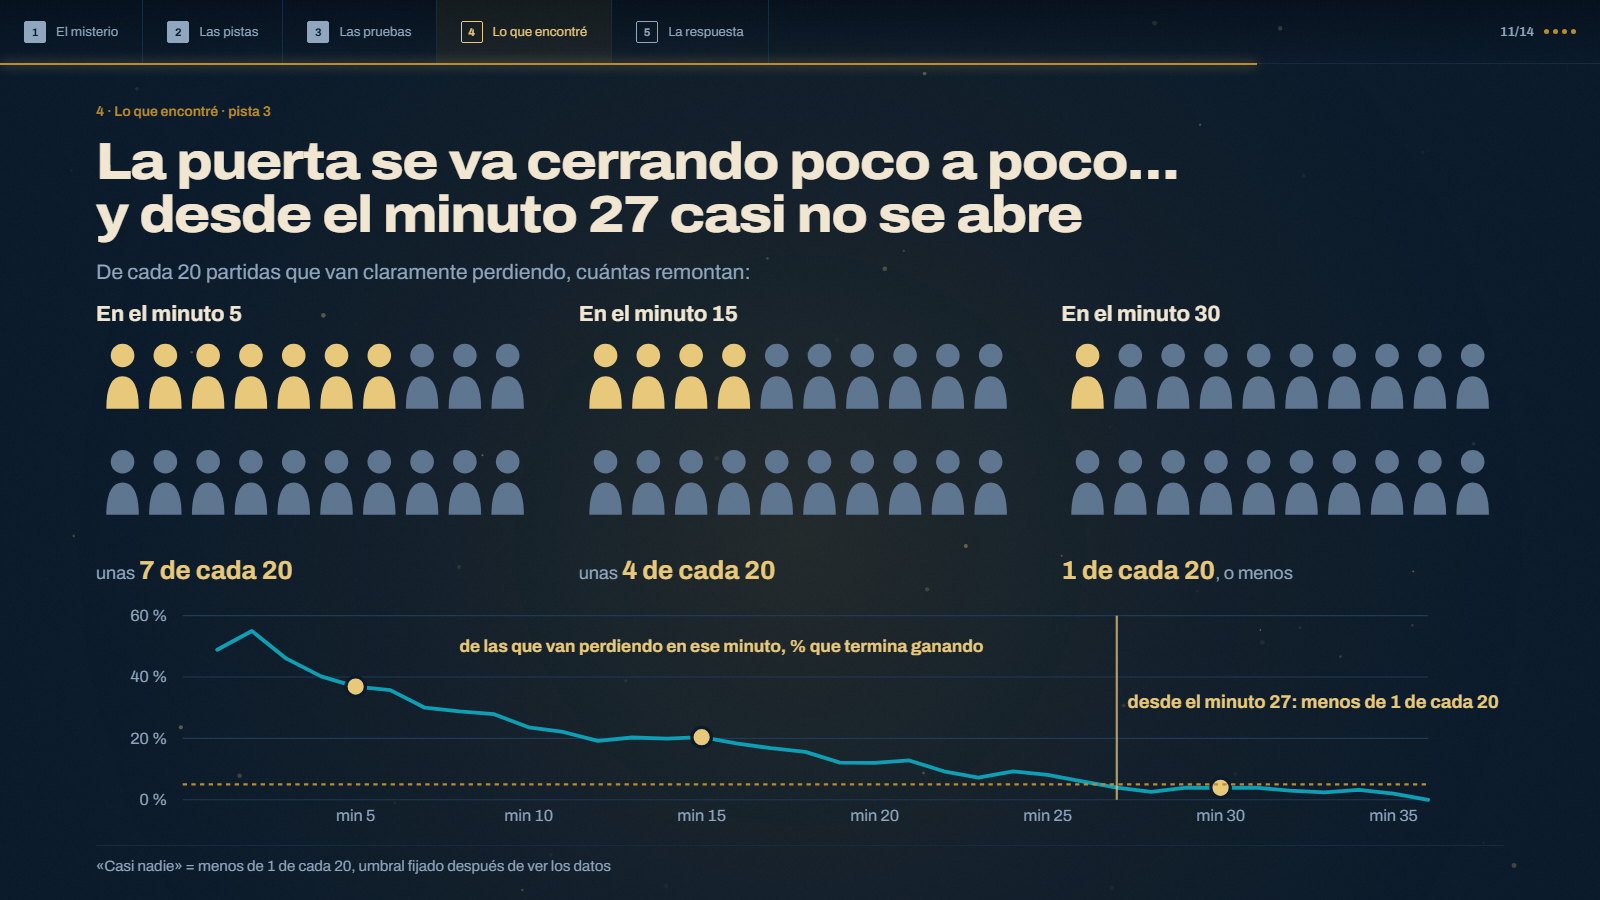 1 El misterio
2 Las pistas
3 Las pruebas
4 Lo que encontré
5 La respuesta
11/14
4 · Lo que encontré · pista 3
La puerta se va cerrando poco a poco...
y desde el minuto 27 casi no se abre
De cada 20 partidas que van claramente perdiendo, cuántas remontan:
En el minuto 5
En el minuto 15
En el minuto 30
unas 7 de cada 20
unas 4 de cada 20
1 de cada 20, o menos
60 %
de las que van perdiendo en ese minuto, % que termina ganando
40 %
desde el minuto 27: menos de 1 de cada 20
20 %
0 %
min 5
min 10
min 15
min 20
min 25
min 30
min 35
«Casi nadie» = menos de 1 de cada 20, umbral fijado después de ver los datos